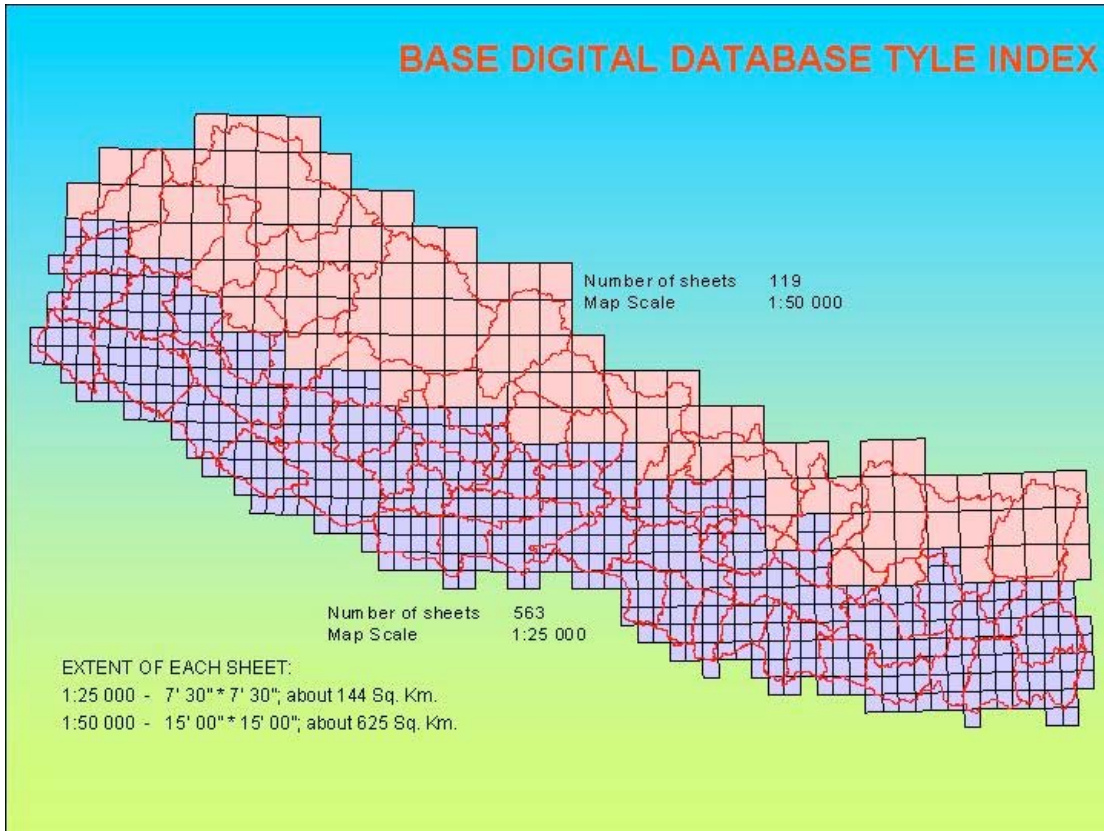 BASE DIGITAL DATABASE TYLE INDEX
Number of sheets 119
Map Scale 1:50 000
Number of sheets 563
Map Scale 1:25 000
EXTENT OF EACH SHEET:
1:25 000 - 7' 30" * 7' 30"; about 144 Sq. Km.
1:50 000 - 15' 00" * 15' 00"; about 625 Sq. Km.